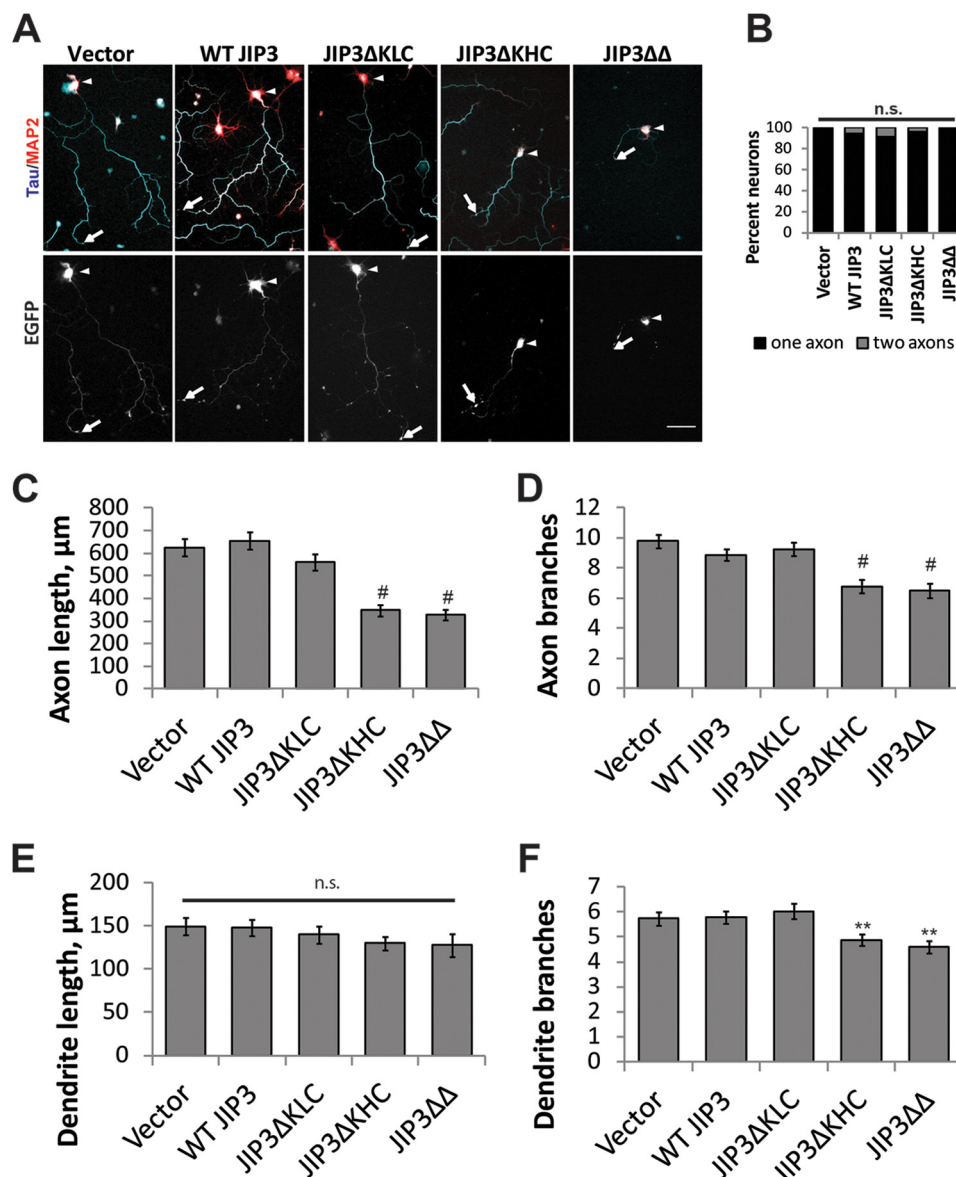 A
Vector WT JIP3 JIP3ΔKLC JIP3ΔKHC JIP3ΔΔ
Tau/MAP2
EGFP
B
n.s.
Percent neurons
100
80
60
40
20
0
Vector
WT JIP3
JIP3ΔKLC
JIP3ΔKHC
JIP3ΔΔ
one axon two axons
C
Axon length, µm
800
700
600
500
400
300
200
100
0
# #
Vector
WT JIP3
JIP3ΔKLC
JIP3ΔKHC
JIP3ΔΔ
D
Axon branches
12
10
8
6
4
2
0
# #
Vector
WT JIP3
JIP3ΔKLC
JIP3ΔKHC
JIP3ΔΔ
E
Dendrite length, µm
200
150
100
50
0
n.s.
Vector
WT JIP3
JIP3ΔKLC
JIP3ΔKHC
JIP3ΔΔ
F
Dendrite branches
7
6
5
4
3
2
1
0
** **
Vector
WT JIP3
JIP3ΔKLC
JIP3ΔKHC
JIP3ΔΔ